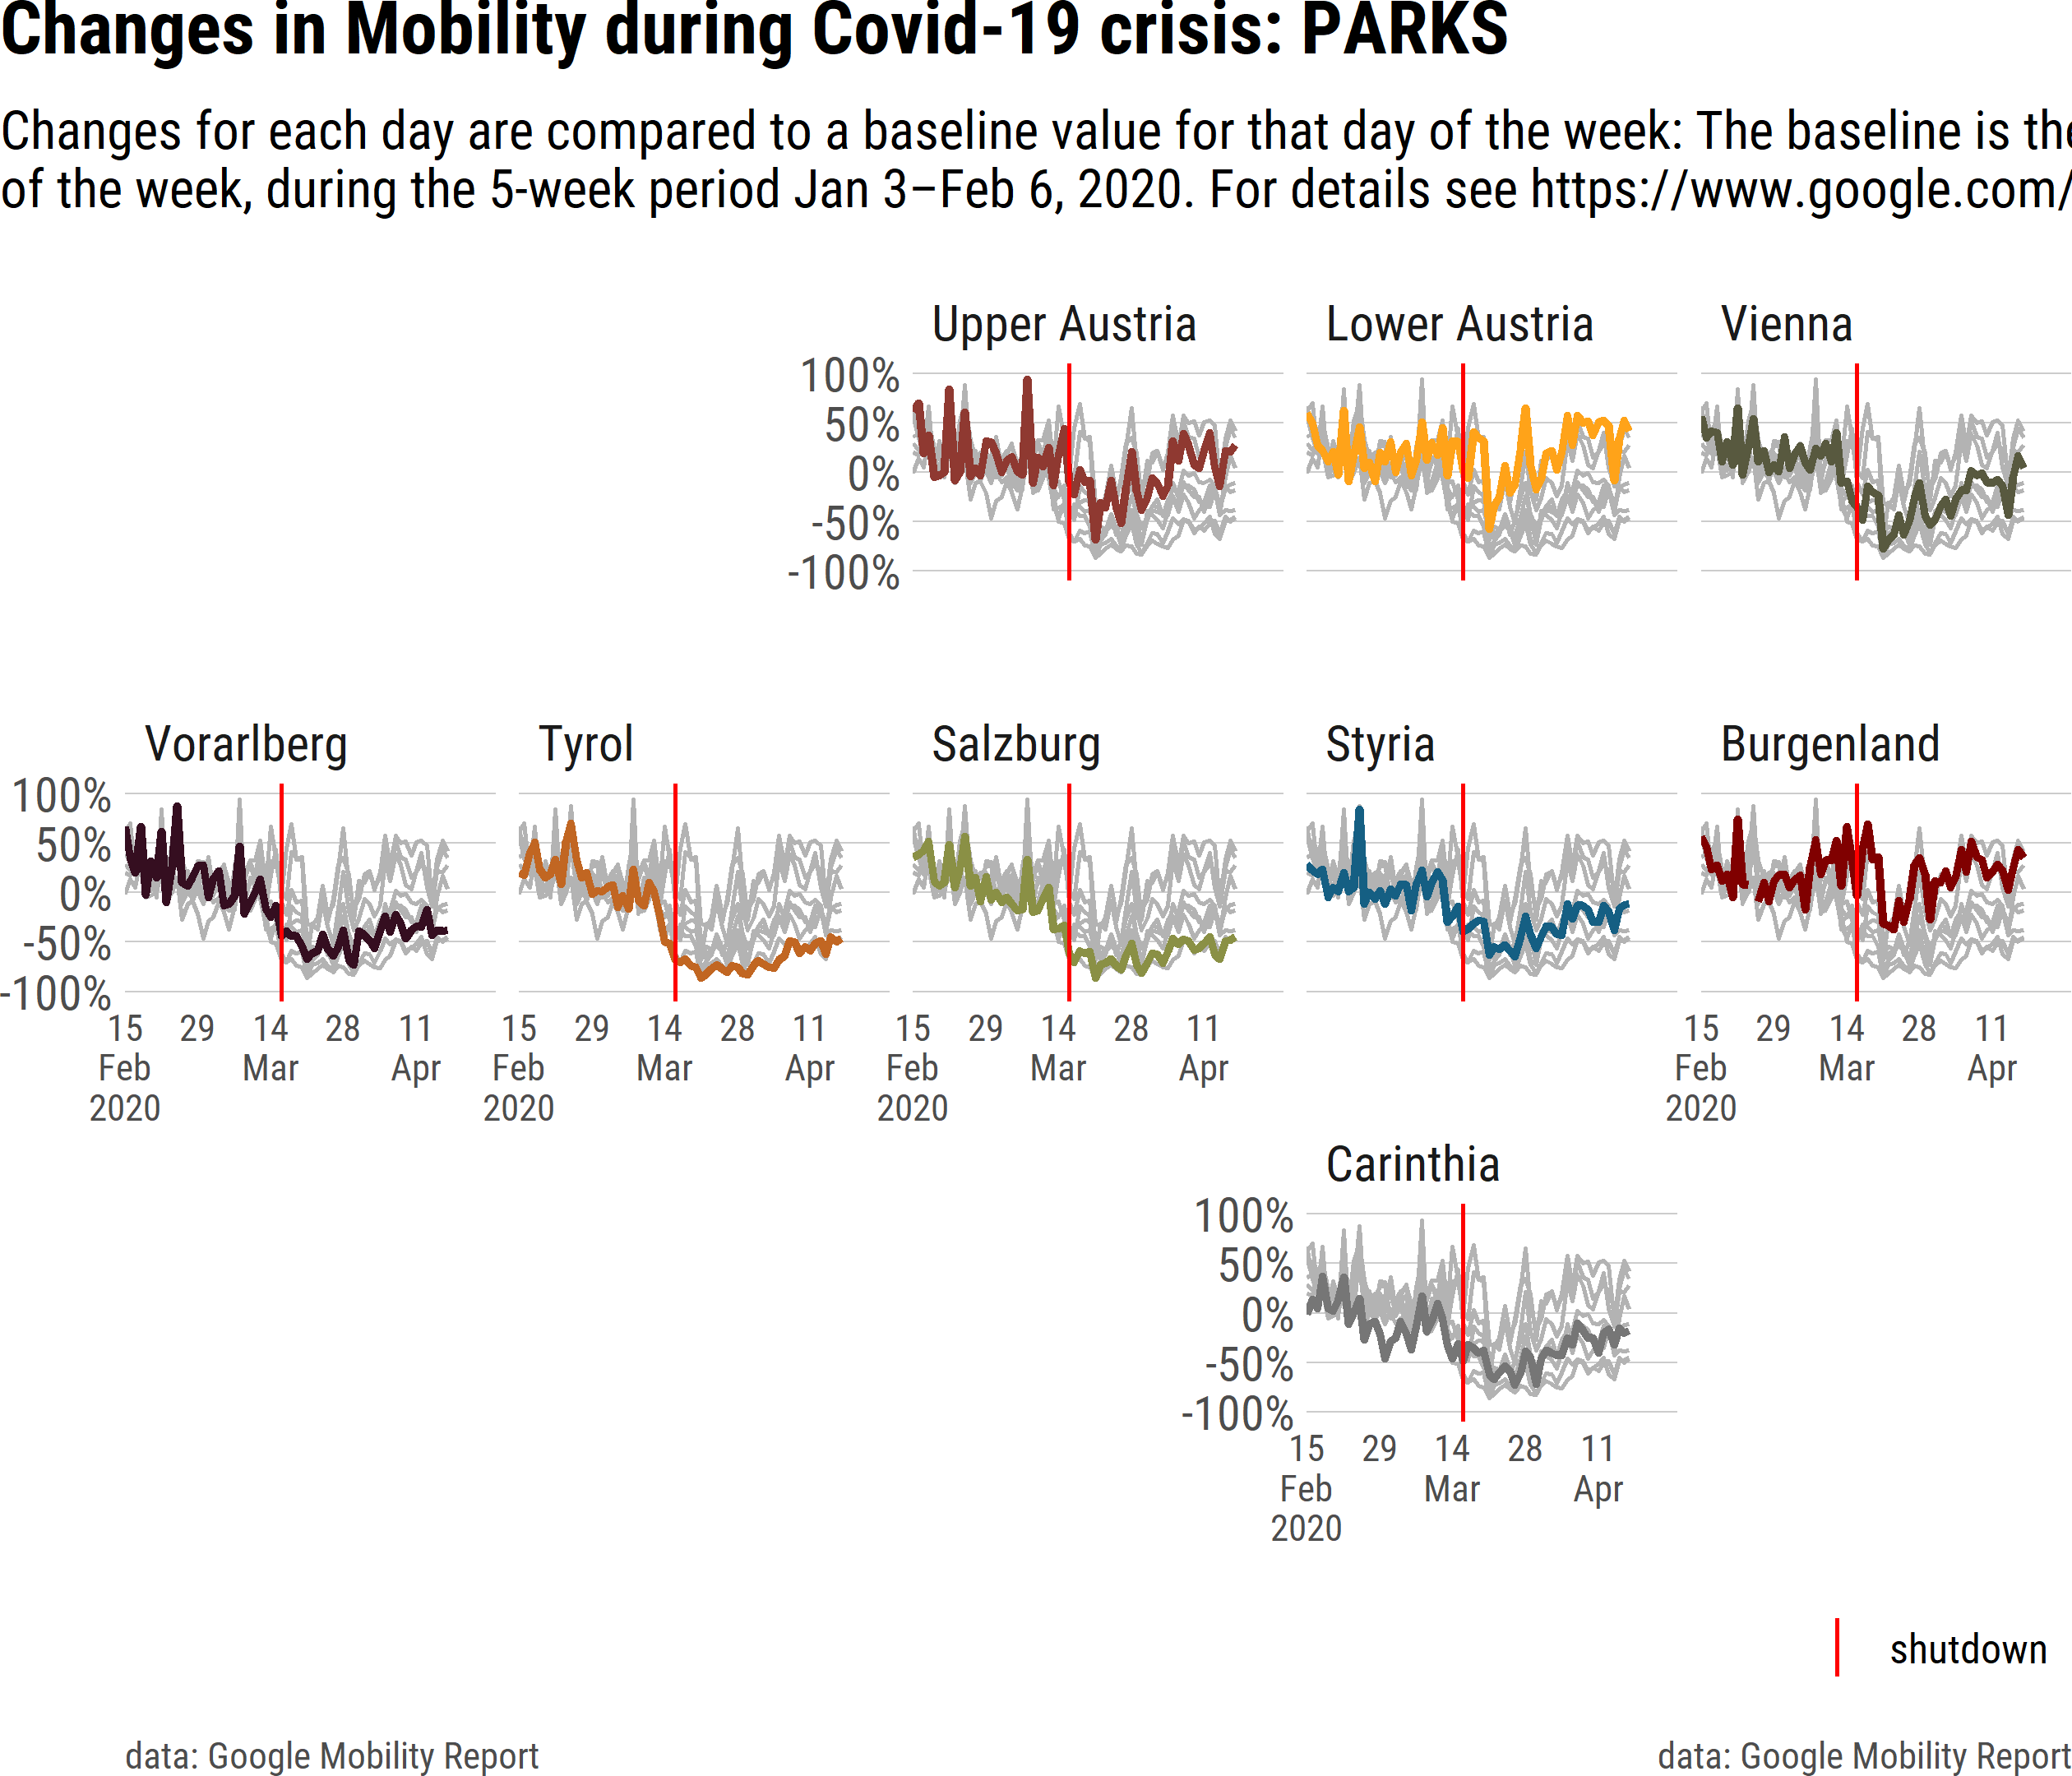 Changes in Mobility during Covid-19 crisis: PARKS
Changes for each day are compared to a baseline value for that day of the week: The baseline is the
of the week, during the 5-week period Jan 3–Feb 6, 2020. For details see https://www.google.com/
Upper Austria
Lower Austria
Vienna
100%
50%
0%
-50%
-100%
Vorarlberg
Tyrol
Salzburg
Styria
Burgenland
100%
50%
0%
-50%
-100%
15 29 14 28 11
Feb Mar Apr
2020
15 29 14 28 11
Feb Mar Apr
2020
15 29 14 28 11
Feb Mar Apr
2020
15 29 14 28 11
Feb Mar Apr
2020
Carinthia
100%
50%
0%
-50%
-100%
15 29 14 28 11
Feb Mar Apr
2020
shutdown
data: Google Mobility Report
data: Google Mobility Report